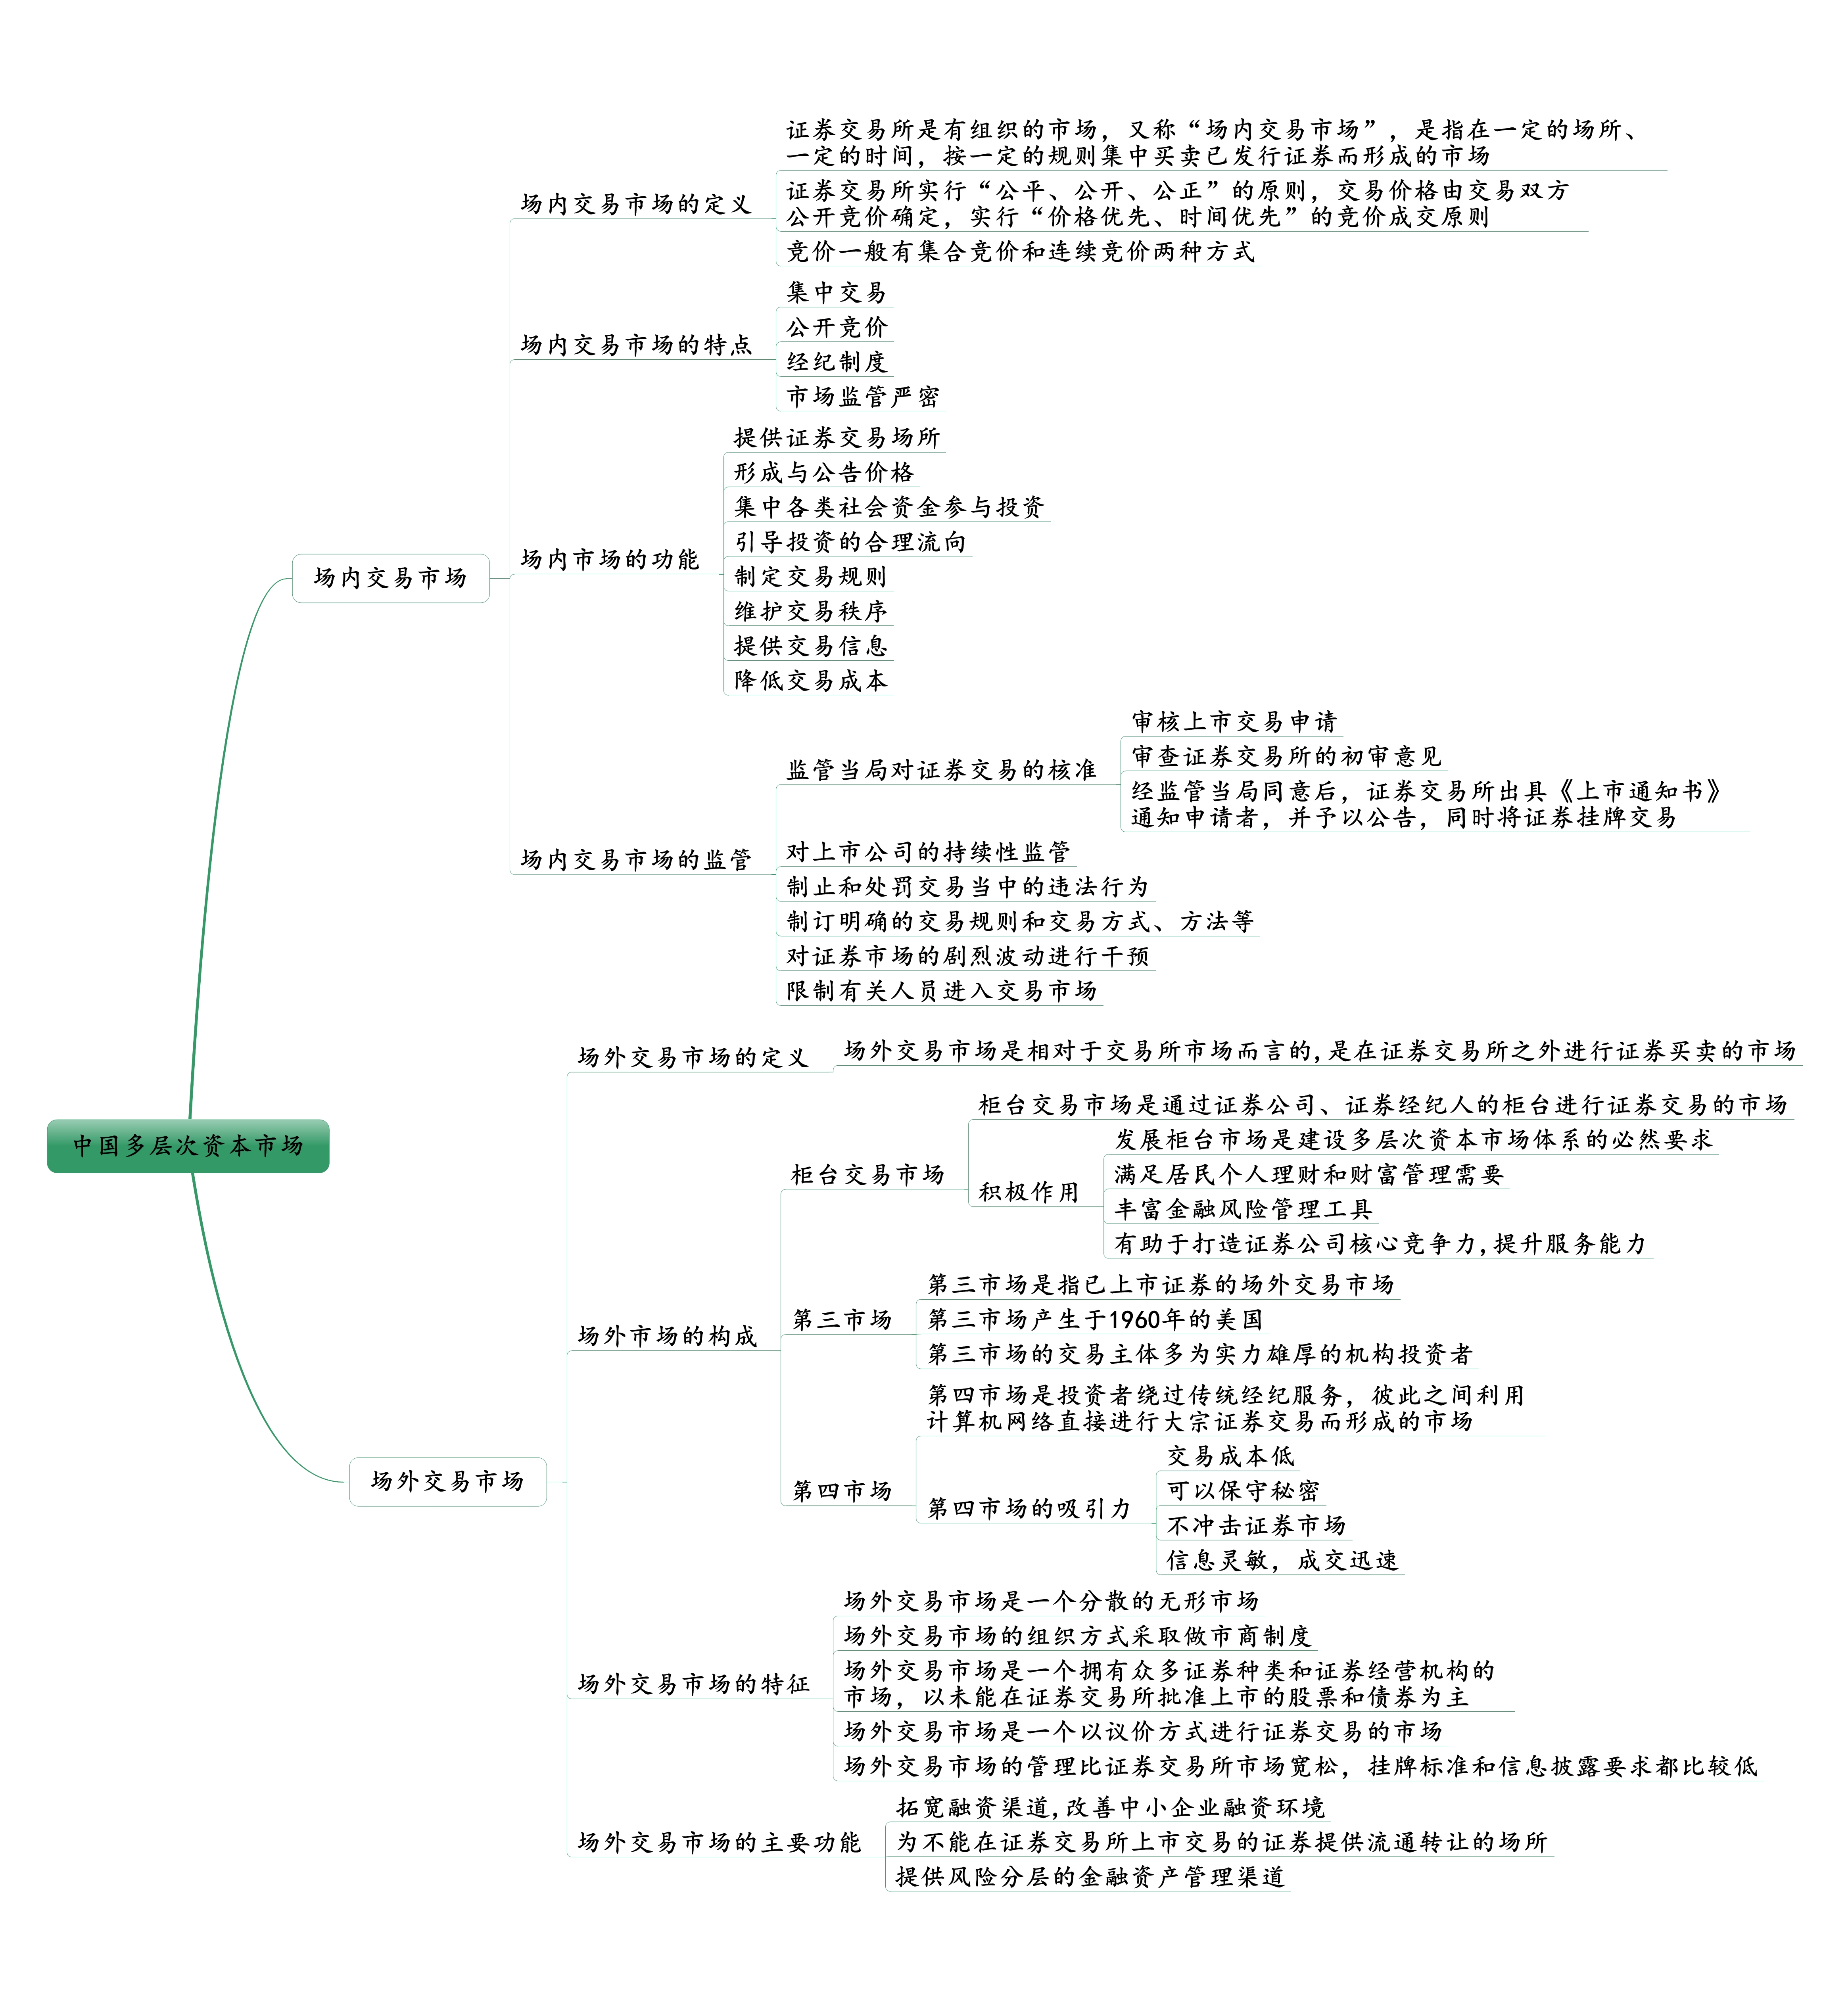 中国多层次资本市场
场内交易市场
场内交易市场的定义
证券交易所是有组织的市场，又称“场内交易市场”，是指在一定的场所、
一定的时间，按一定的规则集中买卖已发行证券而形成的市场
证券交易所实行“公平、公开、公正”的原则，交易价格由交易双方
公开竞价确定，实行“价格优先、时间优先”的竞价成交原则
竞价一般有集合竞价和连续竞价两种方式
场内交易市场的特点
集中交易
公开竞价
经纪制度
市场监管严密
场内市场的功能
提供证券交易场所
形成与公告价格
集中各类社会资金参与投资
引导投资的合理流向
制定交易规则
维护交易秩序
提供交易信息
降低交易成本
场内交易市场的监管
监管当局对证券交易的核准
审核上市交易申请
审查证券交易所的初审意见
经监管当局同意后，证券交易所出具《上市通知书》
通知申请者，并予以公告，同时将证券挂牌交易
对上市公司的持续性监管
制止和处罚交易当中的违法行为
制订明确的交易规则和交易方式、方法等
对证券市场的剧烈波动进行干预
限制有关人员进入交易市场
场外交易市场
场外交易市场的定义
场外交易市场是相对于交易所市场而言的,是在证券交易所之外进行证券买卖的市场
场外市场的构成
柜台交易市场
柜台交易市场是通过证券公司、证券经纪人的柜台进行证券交易的市场
积极作用
发展柜台市场是建设多层次资本市场体系的必然要求
满足居民个人理财和财富管理需要
丰富金融风险管理工具
有助于打造证券公司核心竞争力,提升服务能力
第三市场
第三市场是指已上市证券的场外交易市场
第三市场产生于1960年的美国
第三市场的交易主体多为实力雄厚的机构投资者
第四市场
第四市场是投资者绕过传统经纪服务，彼此之间利用
计算机网络直接进行大宗证券交易而形成的市场
第四市场的吸引力
交易成本低
可以保守秘密
不冲击证券市场
信息灵敏，成交迅速
场外交易市场的特征
场外交易市场是一个分散的无形市场
场外交易市场的组织方式采取做市商制度
场外交易市场是一个拥有众多证券种类和证券经营机构的
市场，以未能在证券交易所批准上市的股票和债券为主
场外交易市场是一个以议价方式进行证券交易的市场
场外交易市场的管理比证券交易所市场宽松，挂牌标准和信息披露要求都比较低
场外交易市场的主要功能
拓宽融资渠道,改善中小企业融资环境
为不能在证券交易所上市交易的证券提供流通转让的场所
提供风险分层的金融资产管理渠道